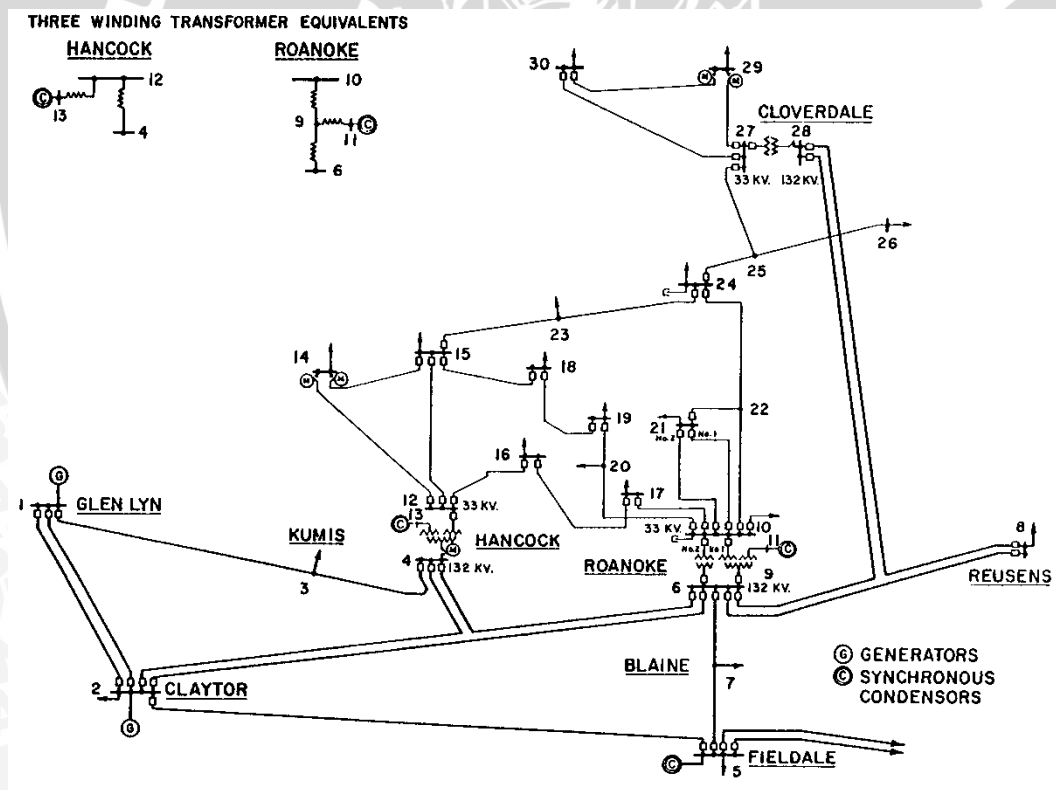 THREE WINDING TRANSFORMER EQUIVALENTS
HANCOCK
ROANOKE
12
C
13
4
10
9
C
11
6
30
29
M
M
CLOVERDALE
27
28
33 KV.
132 KV.
26
25
24
23
15
14
M
M
18
19
22
21
No.2
No.1
20
16
17
G
1
GLEN LYN
12
33 KV.
13
C
HANCOCK
M
KUMIS
3
4
132 KV.
33 KV.
10
No.2
No.1
11
C
ROANOKE
9
6
132 KV.
8
REUSENS
BLAINE
7
2
CLAYTOR
G
G GENERATORS
C SYNCHRONOUS
CONDENSORS
C
5
FIELDALE